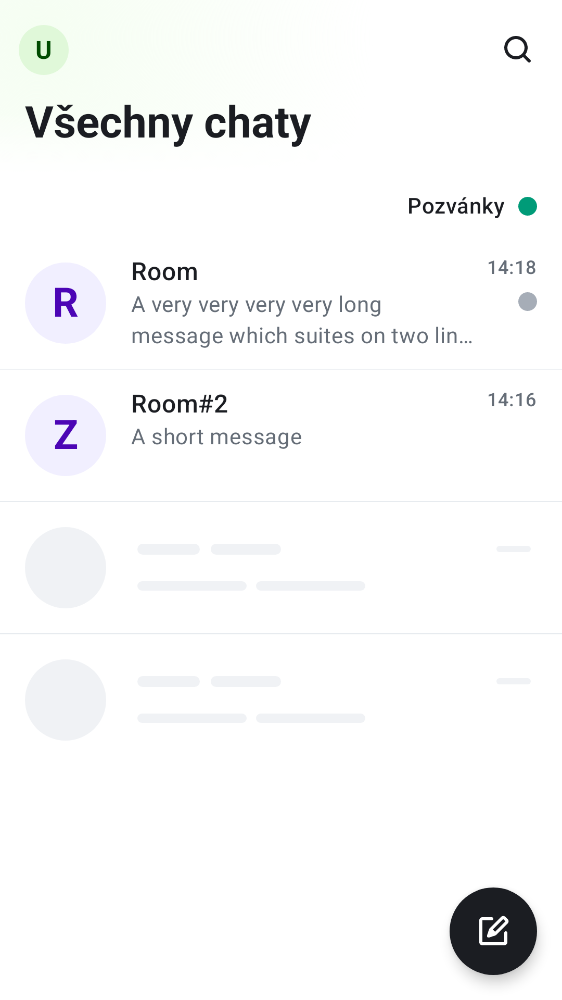 U
Všechny chaty
Pozvánky
R
Room
14:18
A very very very very long
message which suites on two lin…
Z
Room#2
14:16
A short message